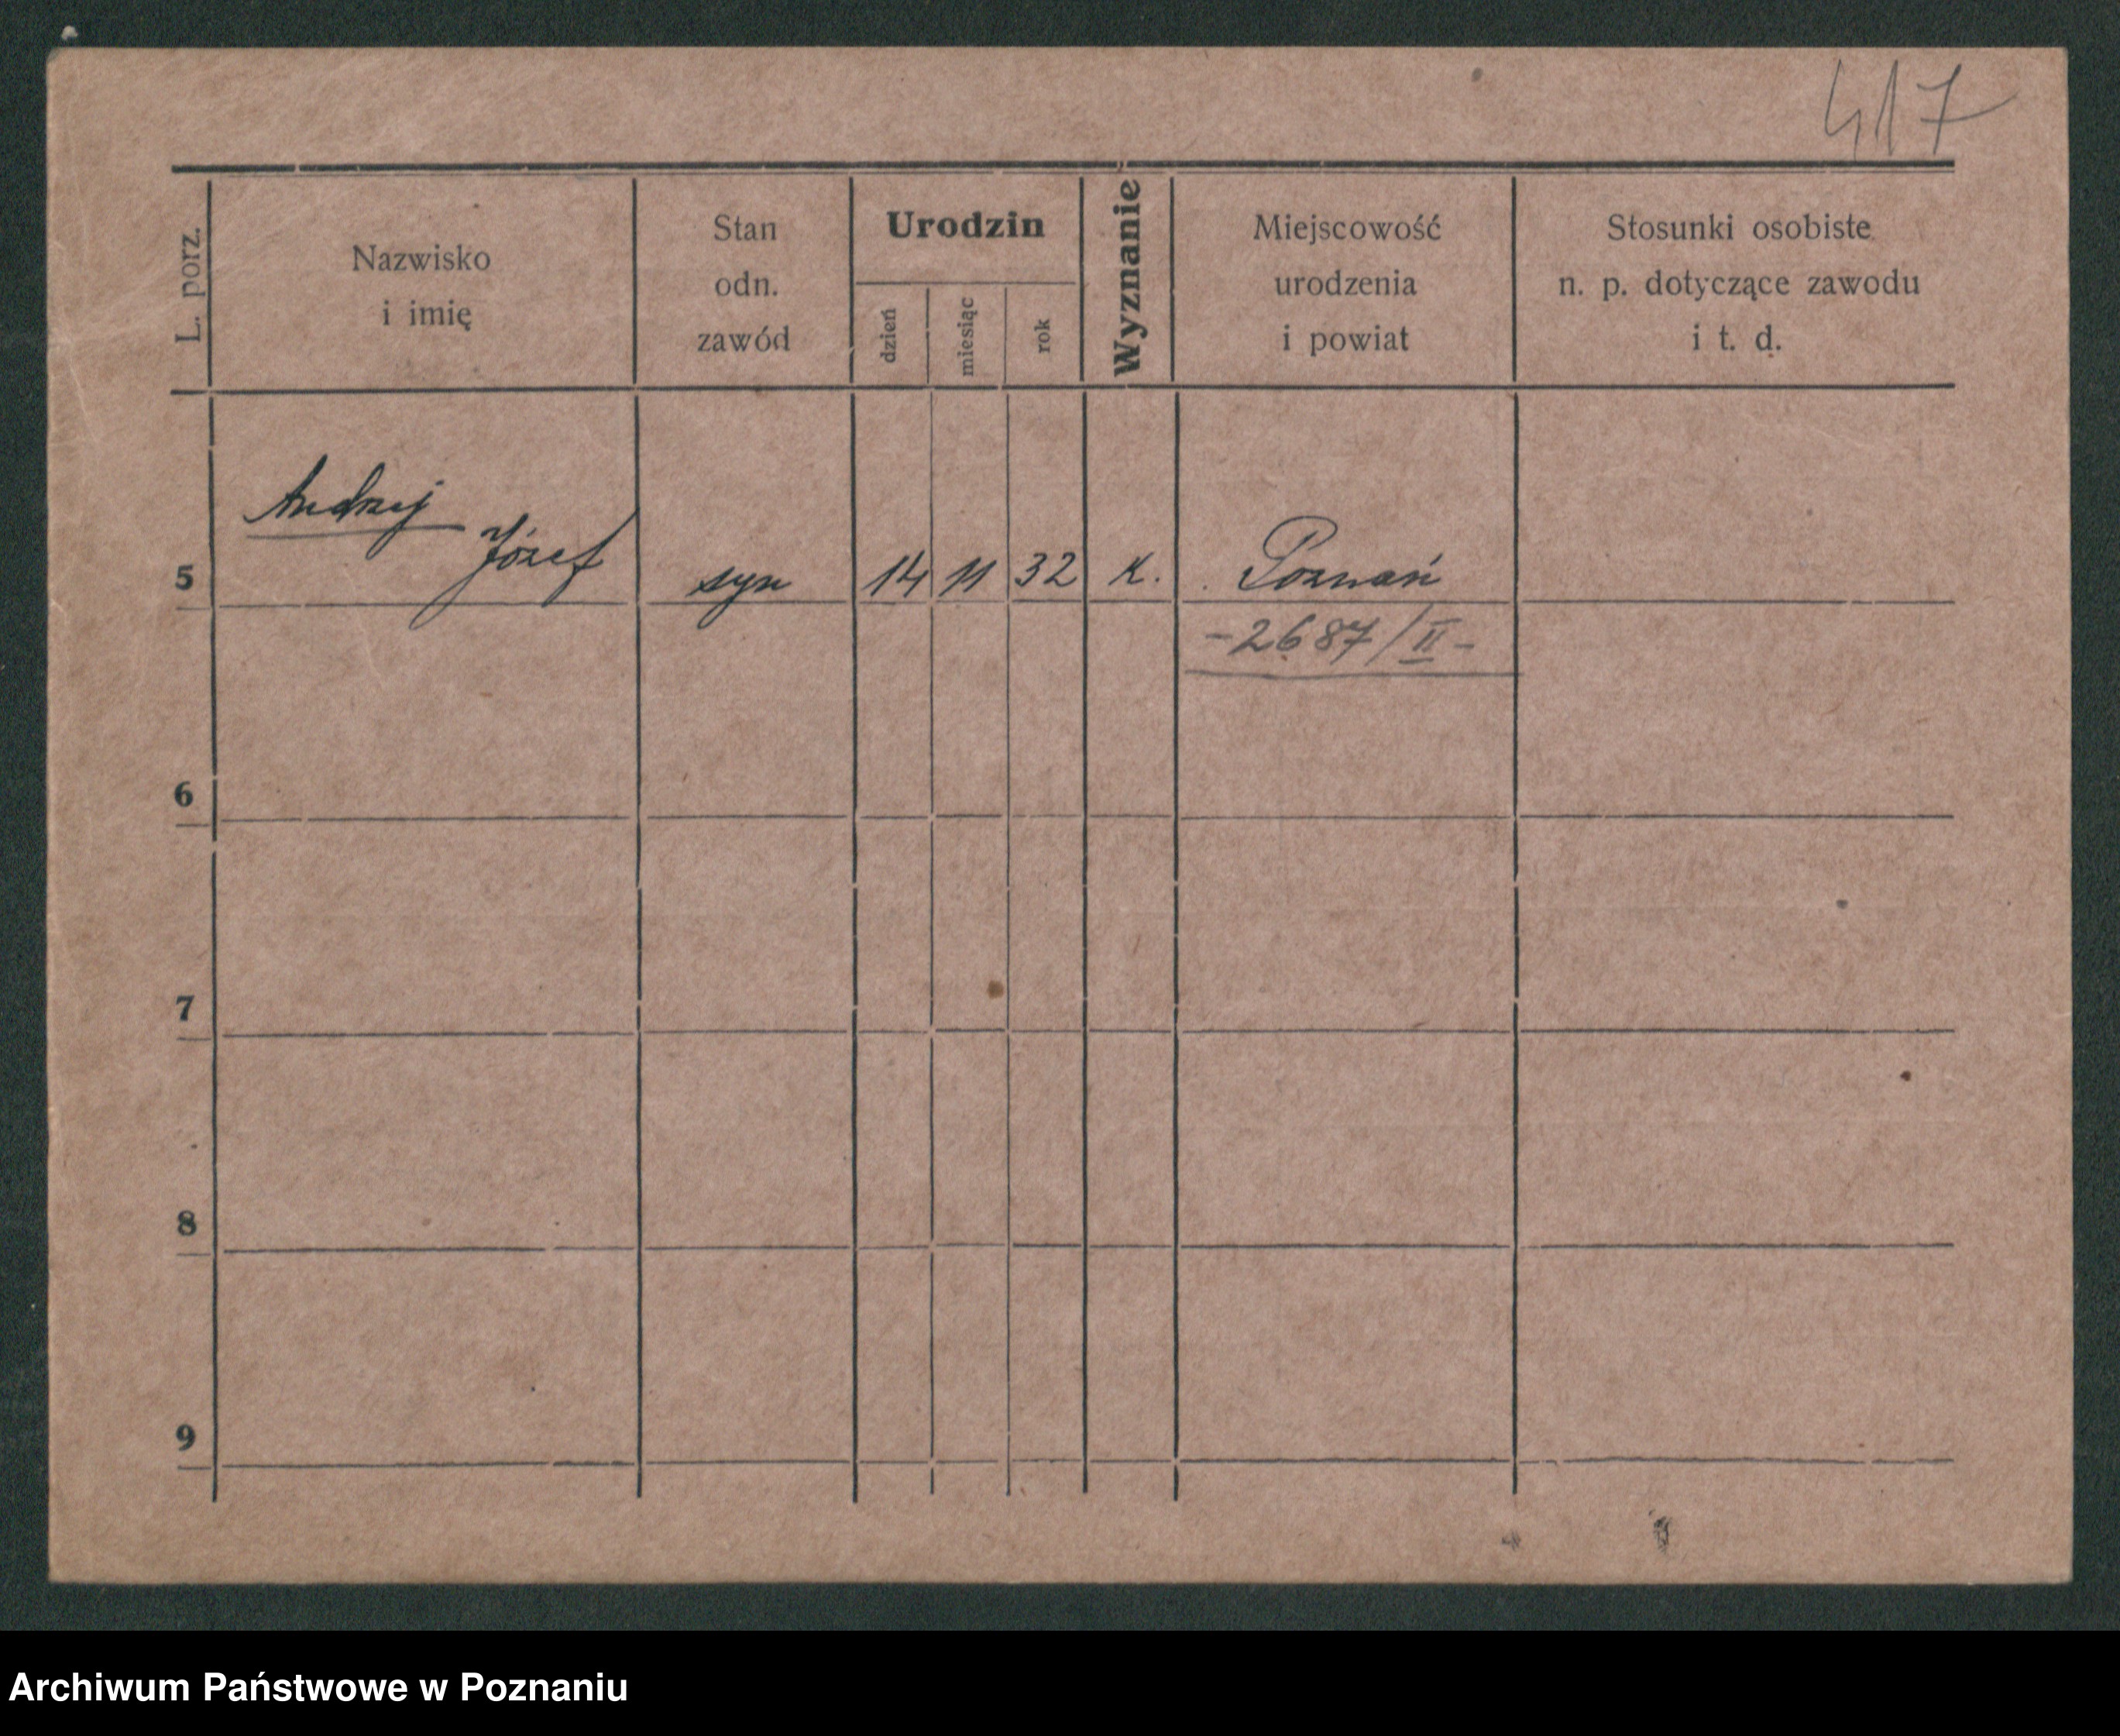 417
L. porz.
Nazwisko
i imię
Stan
odn.
zawód
Urodzin
dzień
miesiąc
rok
Wyznanie
Miejscowość
urodzenia
i powiat
Stosunki osobiste
n. p. dotyczące zawodu
i t. d.
Andrzej
Józef
5 syn 14 11 32 K. Poznań
-2687/II-
6
7
8
9
Archiwum Państwowe w Poznaniu